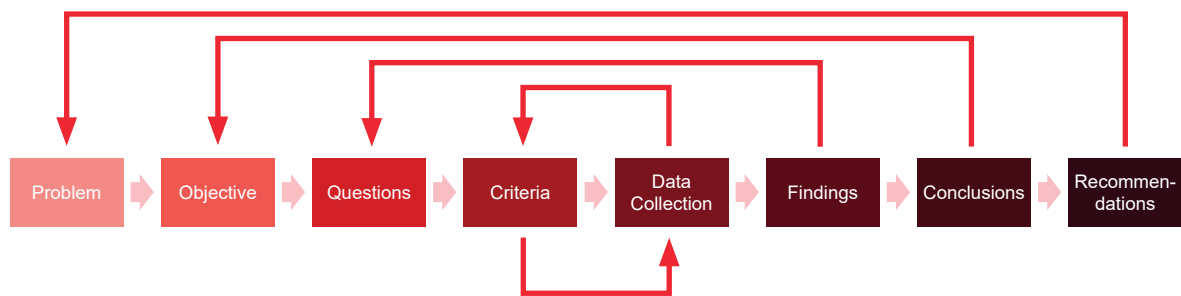 Problem
Objective
Questions
Criteria
Data
Collection
Findings
Conclusions
Recommen-
dations